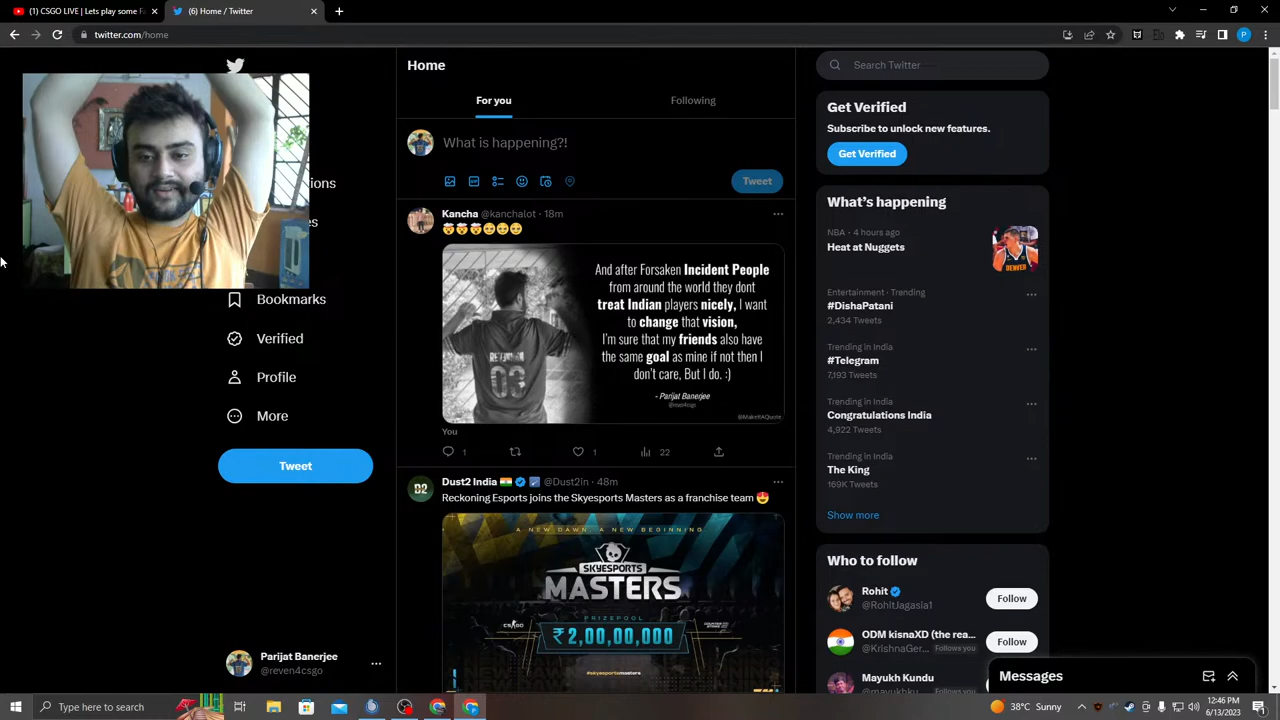 (1) CSGO LIVE | Lets play some F
(6) Home / Twitter
twitter.com/home
P
Home
For you
Following
What is happening?!
GIF
Tweet
Kancha @kanchalot · 18m
🤯🤯🤯😏😏😏
And after Forsaken Incident People
from around the world they dont
treat Indian players nicely, I want
to change that vision,
I'm sure that my friends also have
the same goal as mine if not then I
don't care, But I do. :)
- Parijat Banerjee
@reven4csgo
@MakeItAQuote
You
1
1
22
Dust2 India 🇮🇳 @Dust2in · 48m
Reckoning Esports joins the Skyesports Masters as a franchise team 😍
D2
A NEW DAWN. A NEW BEGINNING
SKYESPORTS
MASTERS
PRIZEPOOL
CS:GO
₹2,00,00,000
#skyesportsmasters
ions
s
Bookmarks
Verified
Profile
More
Tweet
Parijat Banerjee
@reven4csgo
Search Twitter
Get Verified
Subscribe to unlock new features.
Get Verified
What's happening
NBA · 4 hours ago
Heat at Nuggets
DENVER
Entertainment · Trending
#DishaPatani
2,434 Tweets
Trending in India
#Telegram
7,193 Tweets
Trending in India
Congratulations India
4,922 Tweets
Trending in India
The King
169K Tweets
Show more
Who to follow
Rohit
@RohitJagasia1
Follow
ODM kisnaXD (the rea...
@KrishnaGer... Follows you
Follow
Mayukh Kundu
Messages
Type here to search
38°C Sunny
12:46 PM
6/13/2023